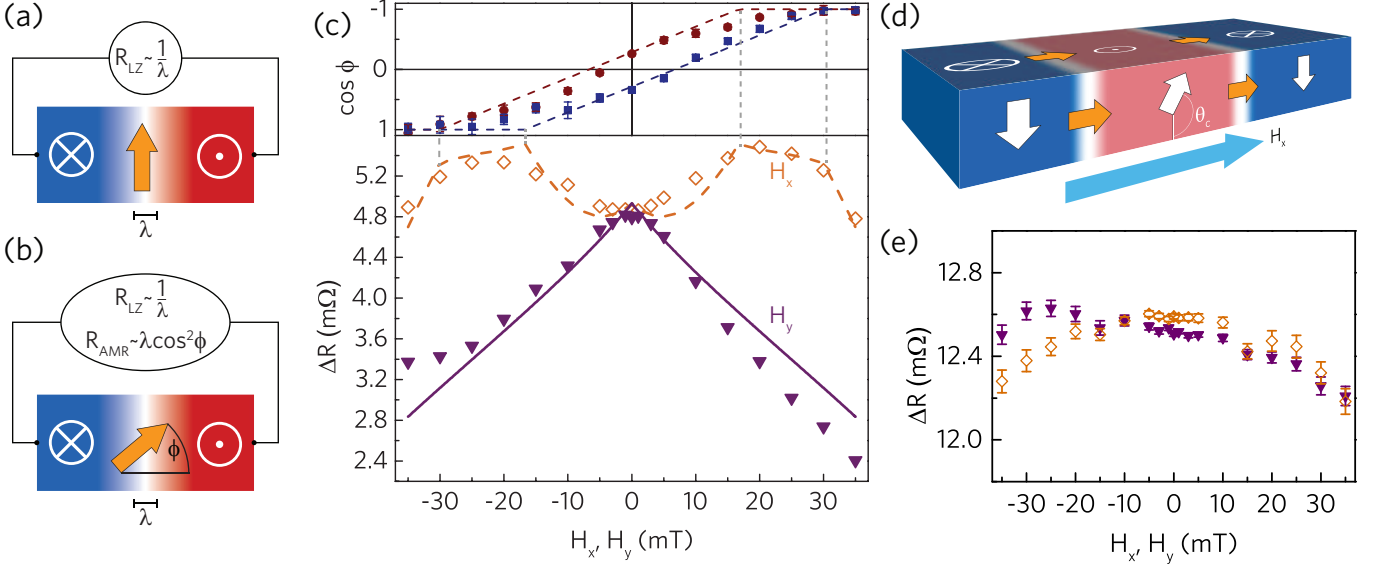 (a)
R_LZ ~ 1/λ
λ
(b)
R_LZ ~ 1/λ
R_AMR ~ λcos²ϕ
ϕ
λ
(c)
-1
0
1
cos ϕ
5.2
4.8
4.4
4.0
3.6
3.2
2.8
2.4
ΔR (mΩ)
H_x
H_y
-30 -20 -10 0 10 20 30
H_x, H_y (mT)
(d)
θ_c
H_x
(e)
12.8
12.4
12.0
ΔR (mΩ)
-30 -20 -10 0 10 20 30
H_x, H_y (mT)